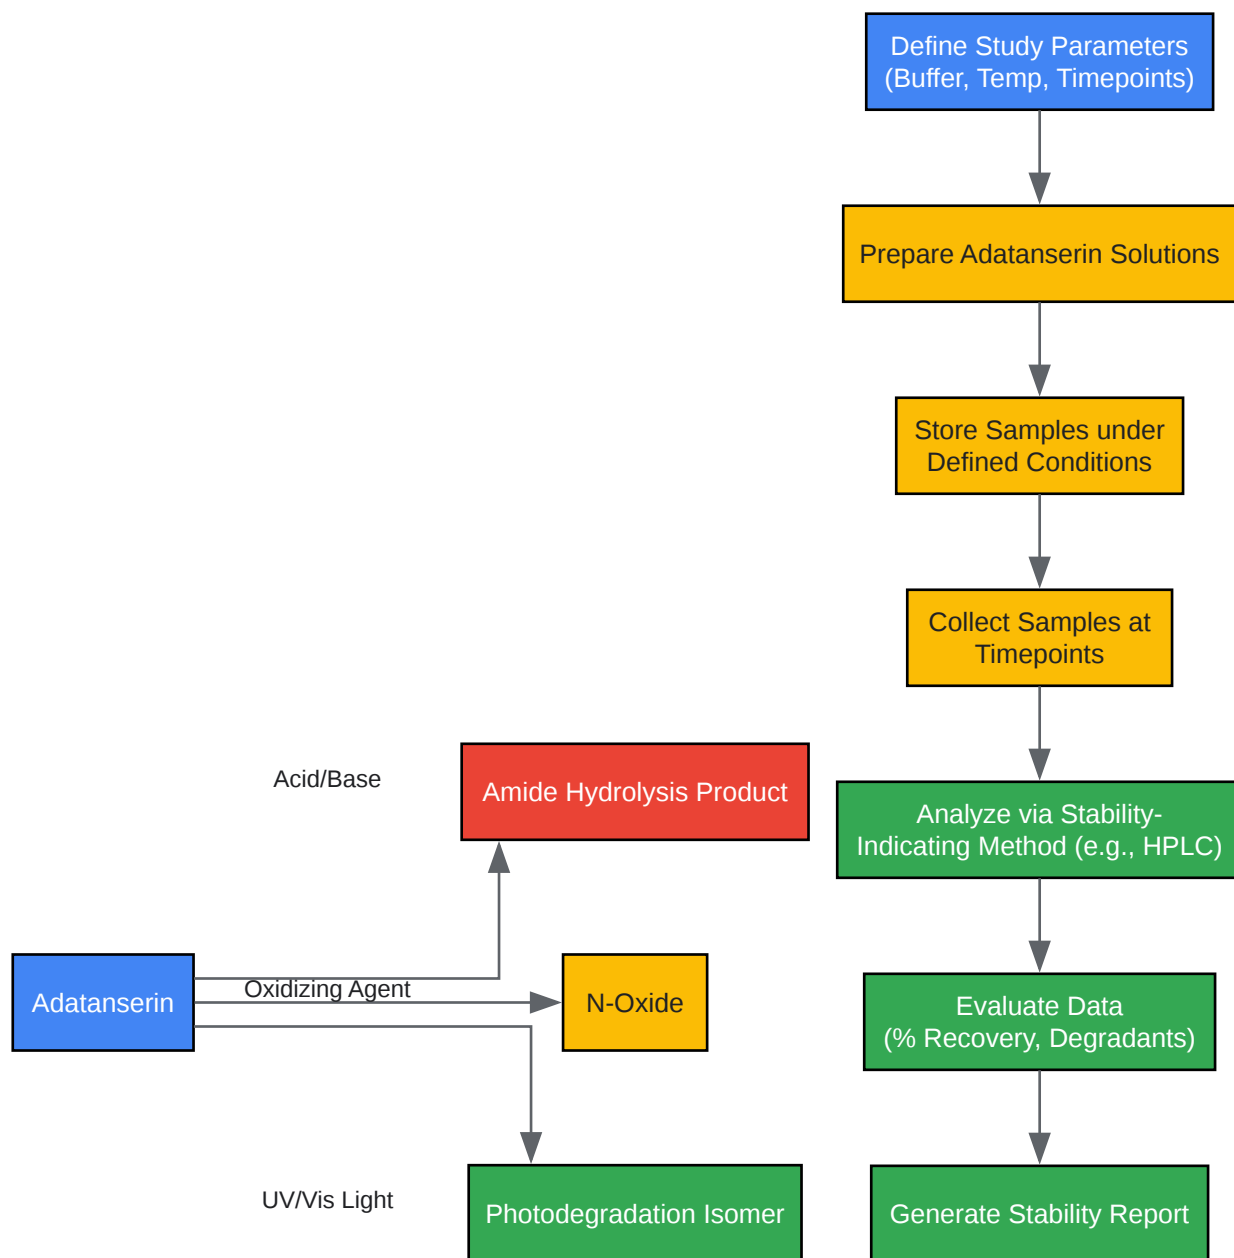 Define Study Parameters
(Buffer, Temp, Timepoints)
Prepare Adatanserin Solutions
Store Samples under
Defined Conditions
Collect Samples at
Timepoints
Acid/Base
Amide Hydrolysis Product
Analyze via Stability-
Indicating Method (e.g., HPLC)
Adatanserin
Oxidizing Agent
N-Oxide
Evaluate Data
(% Recovery, Degradants)
UV/Vis Light
Photodegradation Isomer
Generate Stability Report